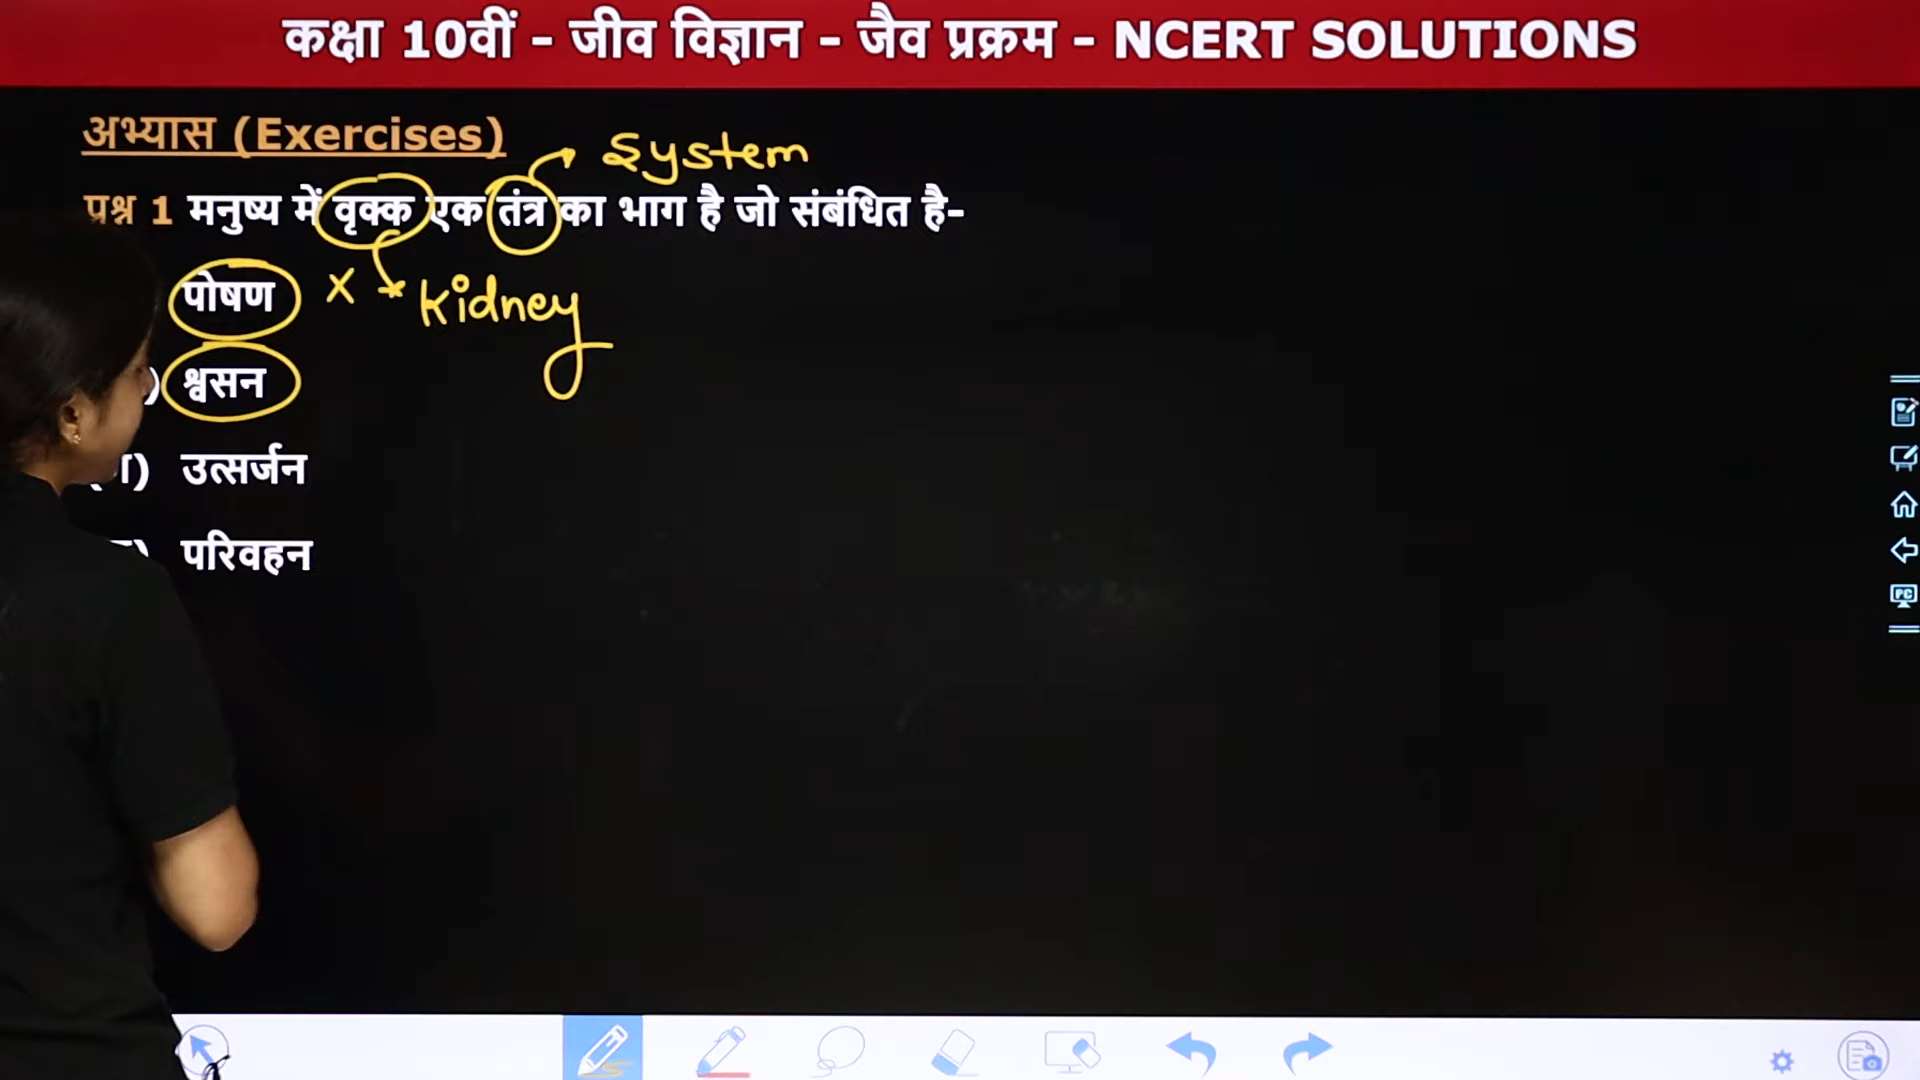 कक्षा 10वीं - जीव विज्ञान - जैव प्रक्रम - NCERT SOLUTIONS
अभ्यास (Exercises)
System
प्रश्न 1 मनुष्य में वृक्क एक तंत्र का भाग है जो संबंधित है-
पोषण x Kidney
श्वसन
उत्सर्जन
परिवहन
PC